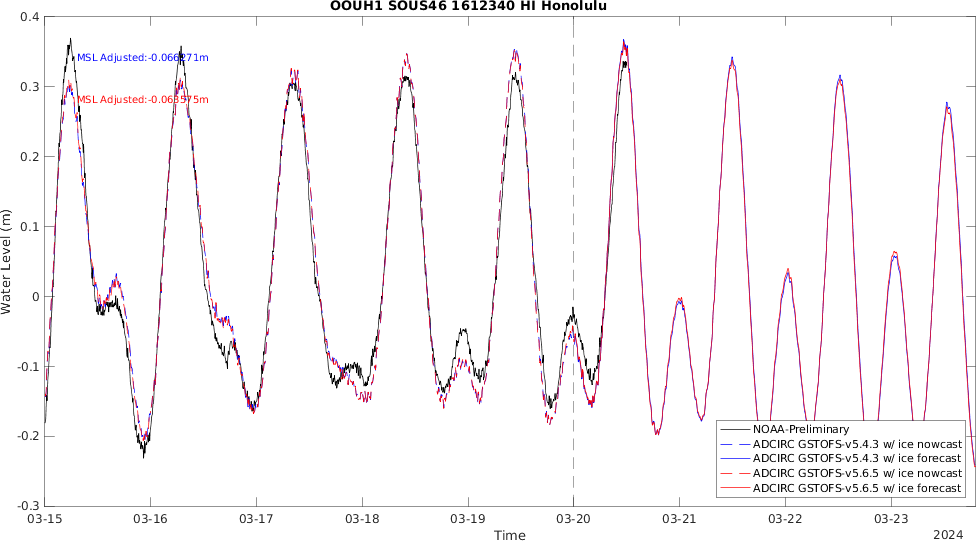 OOUH1 SOUS46 1612340 HI Honolulu
0.4
0.3
0.2
0.1
0
-0.1
-0.2
-0.3
Water Level (m)
MSL Adjusted:-0.066271m
MSL Adjusted:-0.063575m
NOAA-Preliminary
ADCIRC GSTOFS-v5.4.3 w/ ice nowcast
ADCIRC GSTOFS-v5.4.3 w/ ice forecast
ADCIRC GSTOFS-v5.6.5 w/ ice nowcast
ADCIRC GSTOFS-v5.6.5 w/ ice forecast
03-15 03-16 03-17 03-18 03-19 03-20 03-21 03-22 03-23
Time
2024